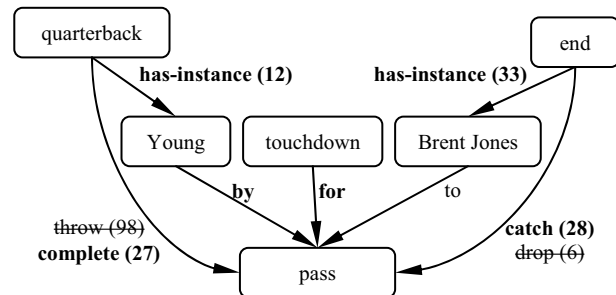 quarterback
end
has-instance (12)
has-instance (33)
Young
touchdown
Brent Jones
by
for
to
throw (98)
complete (27)
catch (28)
drop (6)
pass